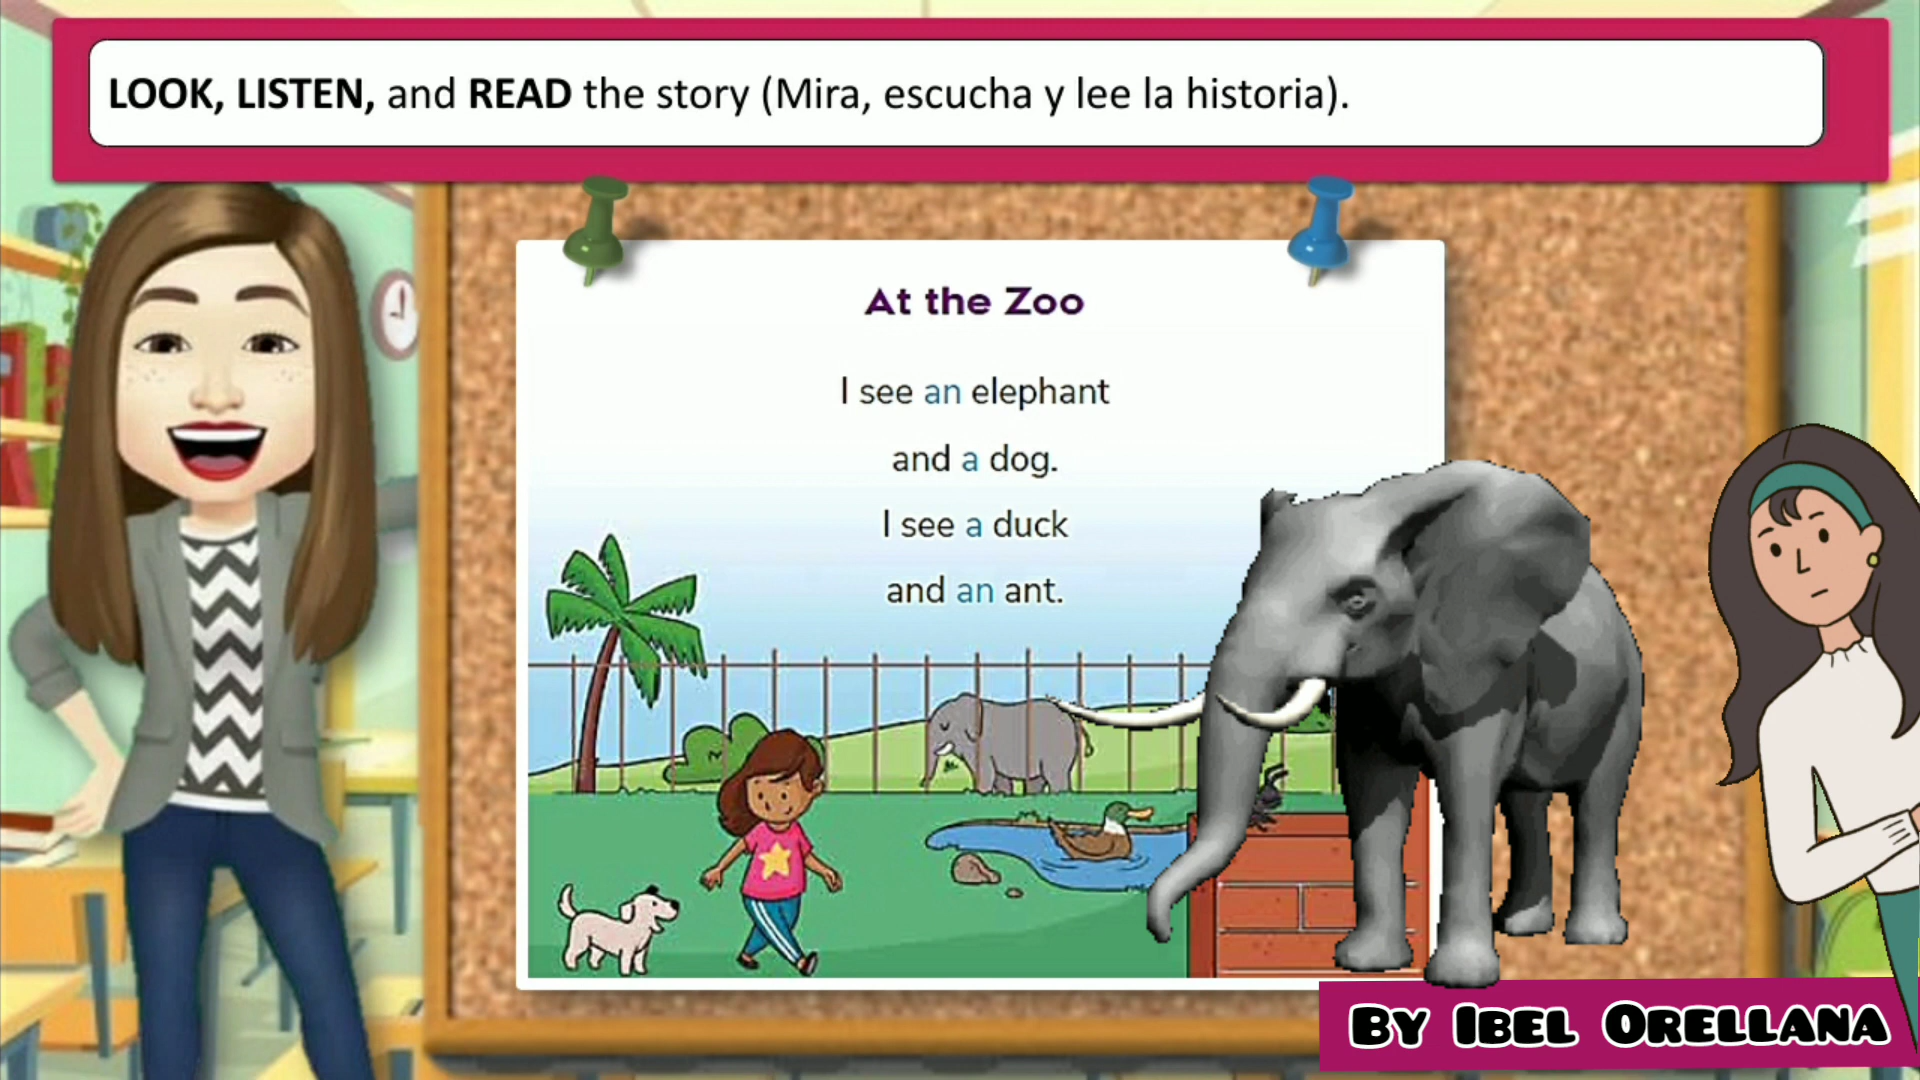 LOOK, LISTEN, and READ the story (Mira, escucha y lee la historia).
At the Zoo
I see an elephant
and a dog.
I see a duck
and an ant.
By Ibel Orellana